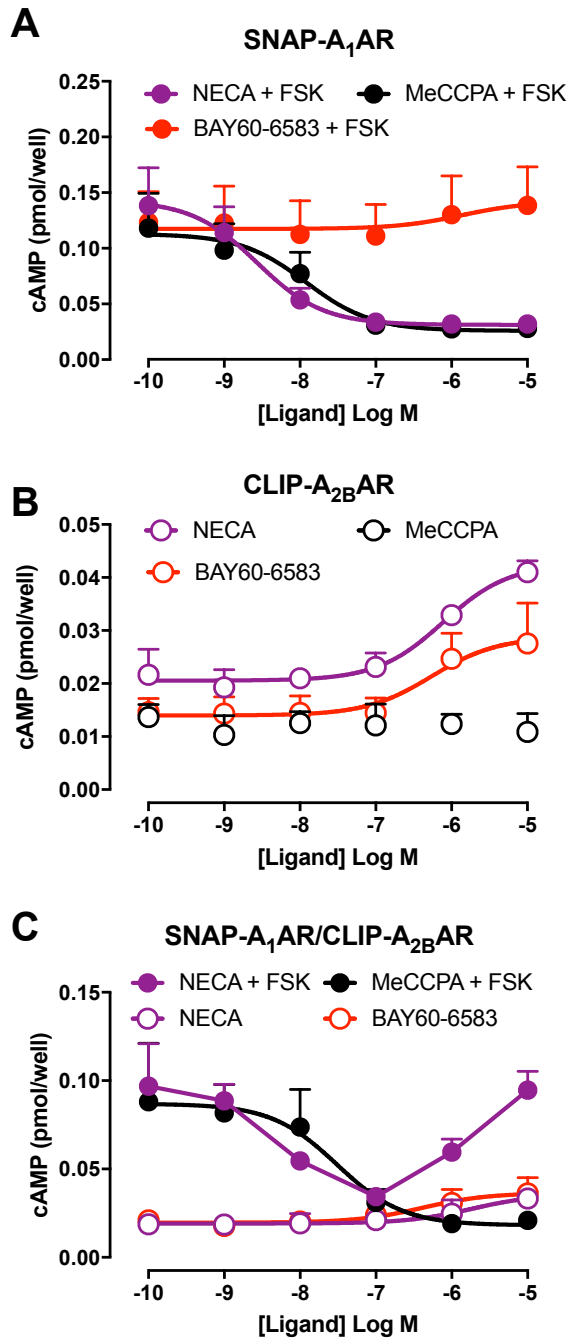 A
SNAP-A₁AR
NECA + FSK
MeCCPA + FSK
BAY60-6583 + FSK
cAMP (pmol/well)
0.25
0.20
0.15
0.10
0.05
0.00
-10 -9 -8 -7 -6 -5
[Ligand] Log M
B
CLIP-A₂BAR
NECA
MeCCPA
BAY60-6583
cAMP (pmol/well)
0.05
0.04
0.03
0.02
0.01
0.00
-10 -9 -8 -7 -6 -5
[Ligand] Log M
C
SNAP-A₁AR/CLIP-A₂BAR
NECA + FSK
MeCCPA + FSK
NECA
BAY60-6583
cAMP (pmol/well)
0.15
0.10
0.05
0.00
-10 -9 -8 -7 -6 -5
[Ligand] Log M